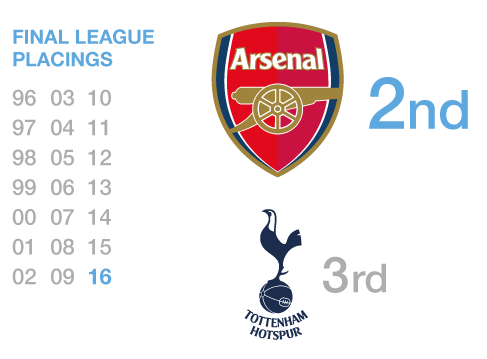 FINAL LEAGUE
PLACINGS
96 03 10
97 04 11
98 05 12
99 06 13
00 07 14
01 08 15
02 09 16
Arsenal
2nd
3rd
TOTTENHAM
HOTSPUR